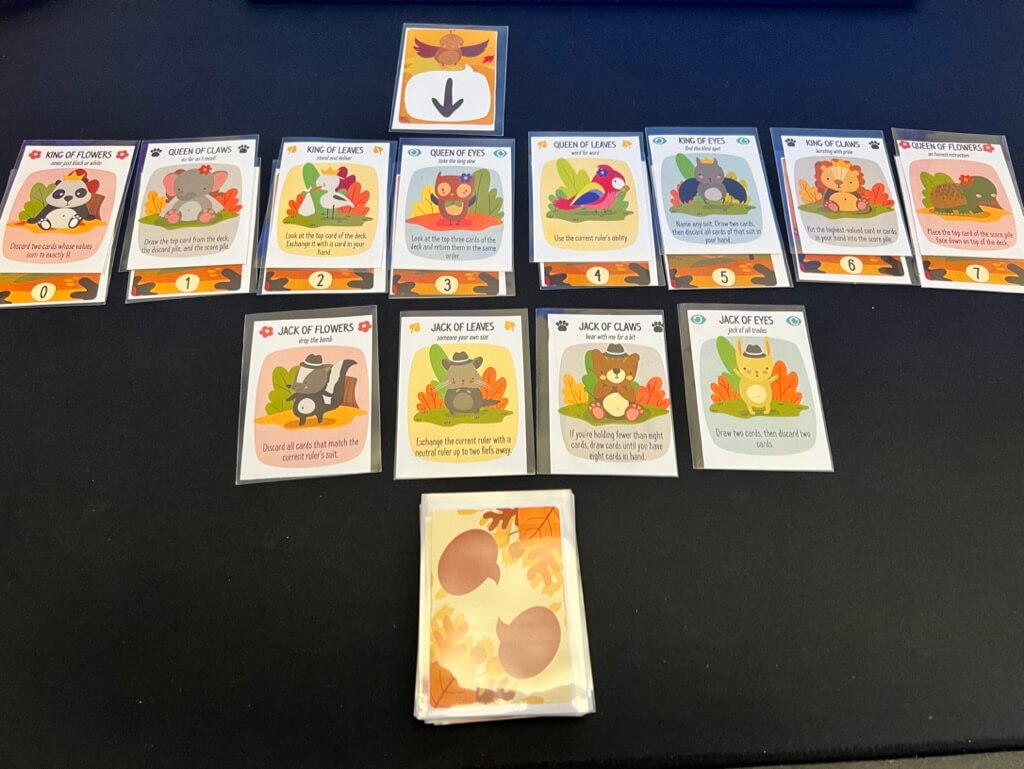 KING OF FLOWERS
never just black or white
Discard two cards whose values
sum to exactly 9.
0
QUEEN OF CLAWS
as far as I recall
Draw the top card from the deck,
the discard pile, and the score pile.
1
KING OF LEAVES
stand and deliver
Look at the top card of the deck.
Exchange it with a card in your
hand.
2
QUEEN OF EYES
take the long view
Look at the top three cards of the
deck and return them in the same
order.
3
QUEEN OF LEAVES
word for word
Use the current ruler's ability.
4
KING OF EYES
find the blind spot
Name any suit. Draw two cards,
then discard all cards of that suit in
your hand.
5
KING OF CLAWS
bursting with pride
Put the highest-valued card or cards
in your hand into the score pile.
6
QUEEN OF FLOWERS
an honest retraction
Place the top card of the score pile
face down on top of the deck.
7
JACK OF FLOWERS
drop the bomb
Discard all cards that match the
current ruler's suit.
JACK OF LEAVES
someone your own size
Exchange the current ruler with a
neutral ruler up to two fiefs away.
JACK OF CLAWS
bear with me for a bit
If you're holding fewer than eight
cards, draw cards until you have
eight cards in hand.
JACK OF EYES
jack of all trades
Draw two cards, then discard two
cards.